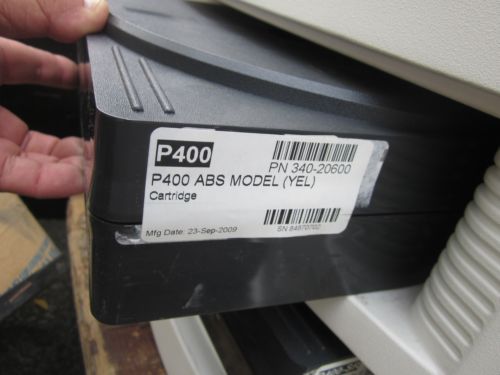 P400
PN 340-20600
P400 ABS MODEL (YEL)
Cartridge
Mfg Date: 23-Sep-2009
SN 84870702